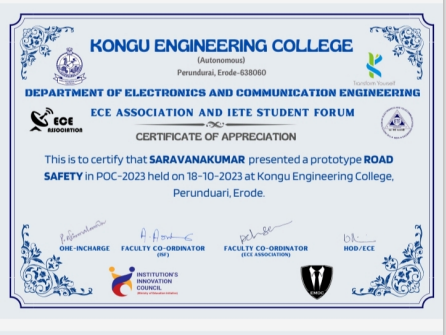 KONGU ENGINEERING COLLEGE
(Autonomous)
Perundurai, Erode-638060
Transform Yourself
DEPARTMENT OF ELECTRONICS AND COMMUNICATION ENGINEERING
ECE ASSOCIATION AND IETE STUDENT FORUM
ECE
ASSOCIATION
CERTIFICATE OF APPRECIATION
This is to certify that SARAVANAKUMAR presented a prototype ROAD
SAFETY in POC-2023 held on 18-10-2023 at Kongu Engineering College,
Perunduari, Erode.
OHE-INCHARGE FACULTY CO-ORDINATOR FACULTY CO-ORDINATOR HOD/ECE
(ISF) (ECE ASSOCIATION)
INSTITUTION'S
INNOVATION
COUNCIL